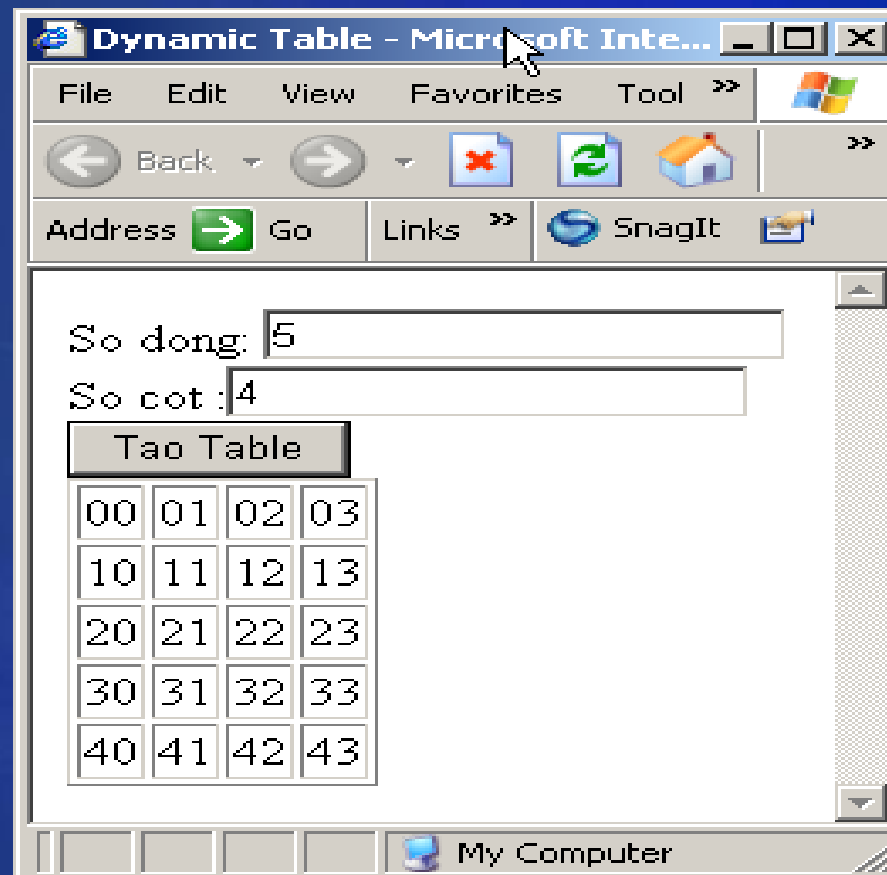 Dynamic Table - Microsoft Inte...
File Edit View Favorites Tool »
Back »
Address Go Links » SnagIt
So dong: 5
So cot : 4
Tao Table
00 01 02 03
10 11 12 13
20 21 22 23
30 31 32 33
40 41 42 43
My Computer